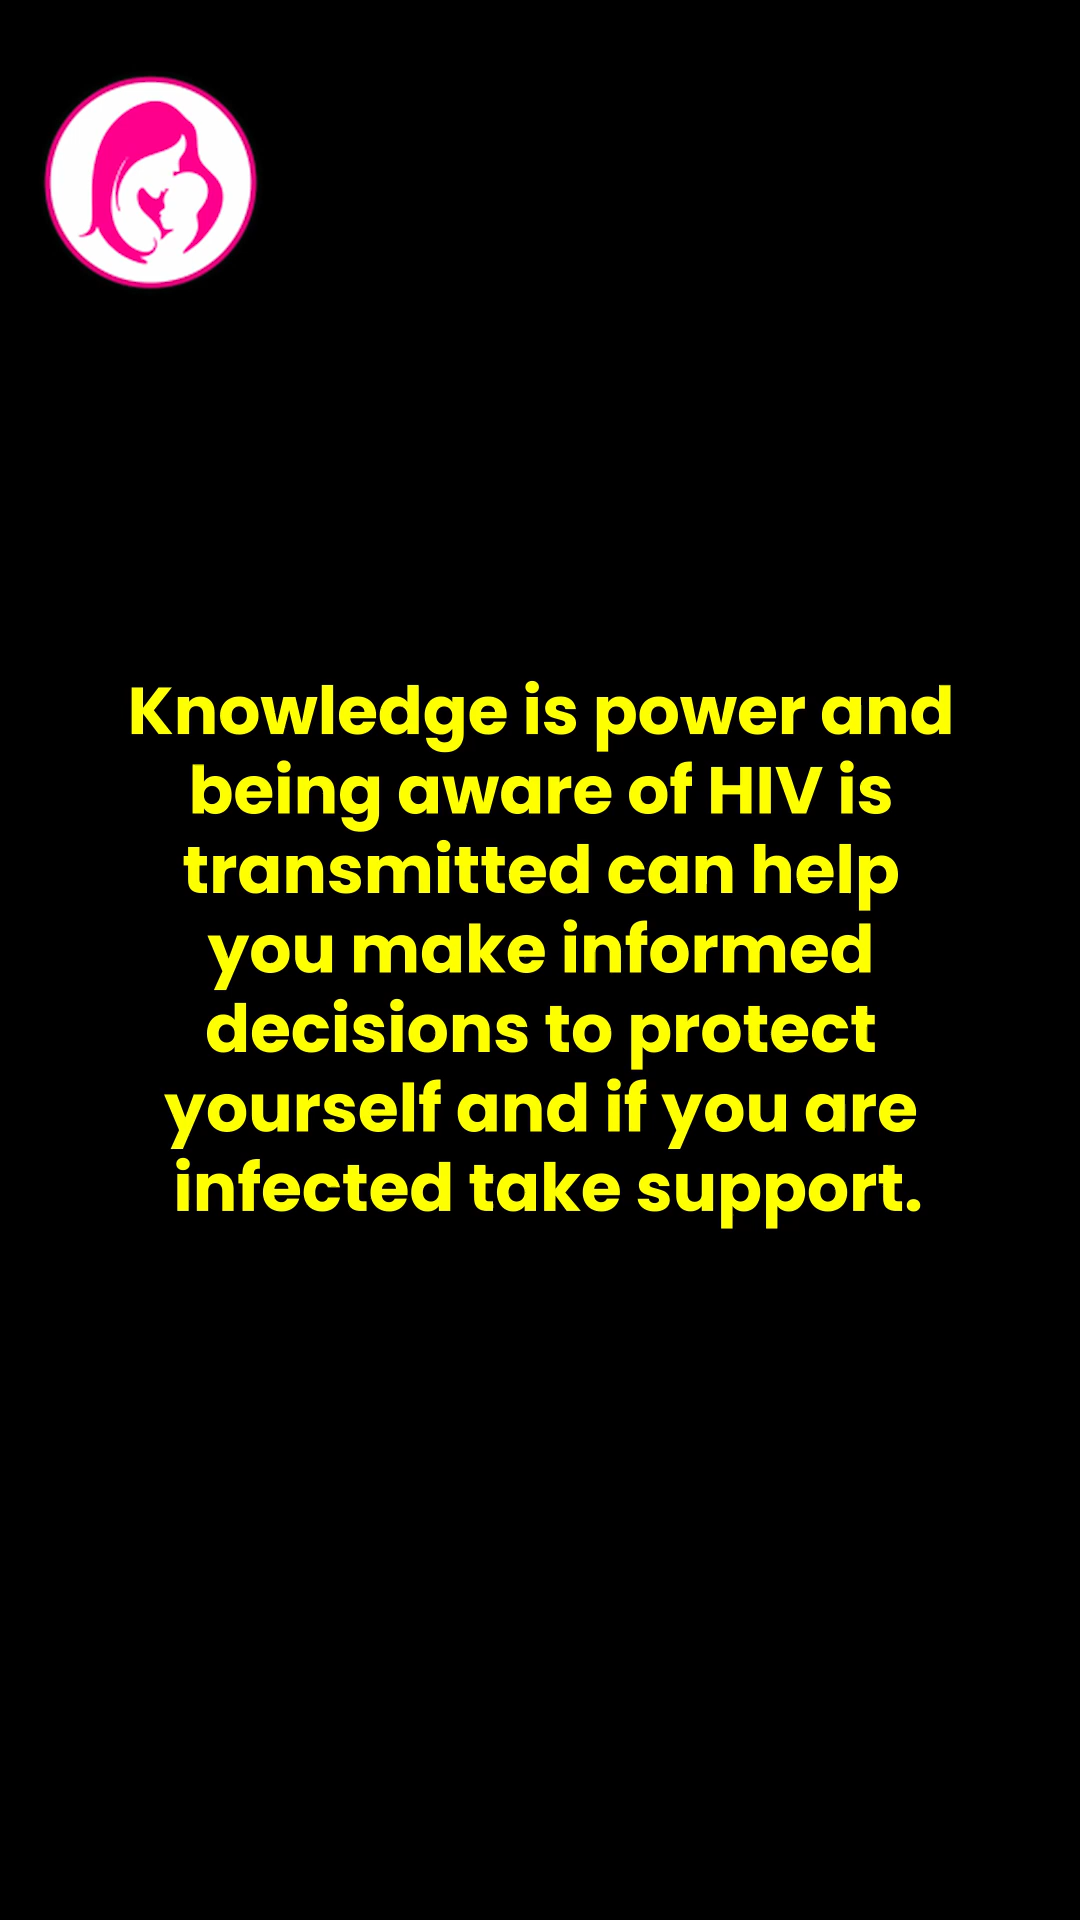 Knowledge is power and
being aware of HIV is
transmitted can help
you make informed
decisions to protect
yourself and if you are
infected take support.